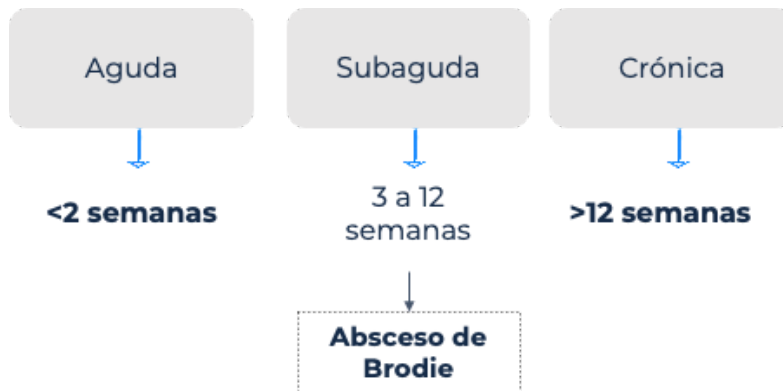 Aguda
Subaguda
Crónica
<2 semanas
3 a 12
semanas
>12 semanas
Absceso de
Brodie